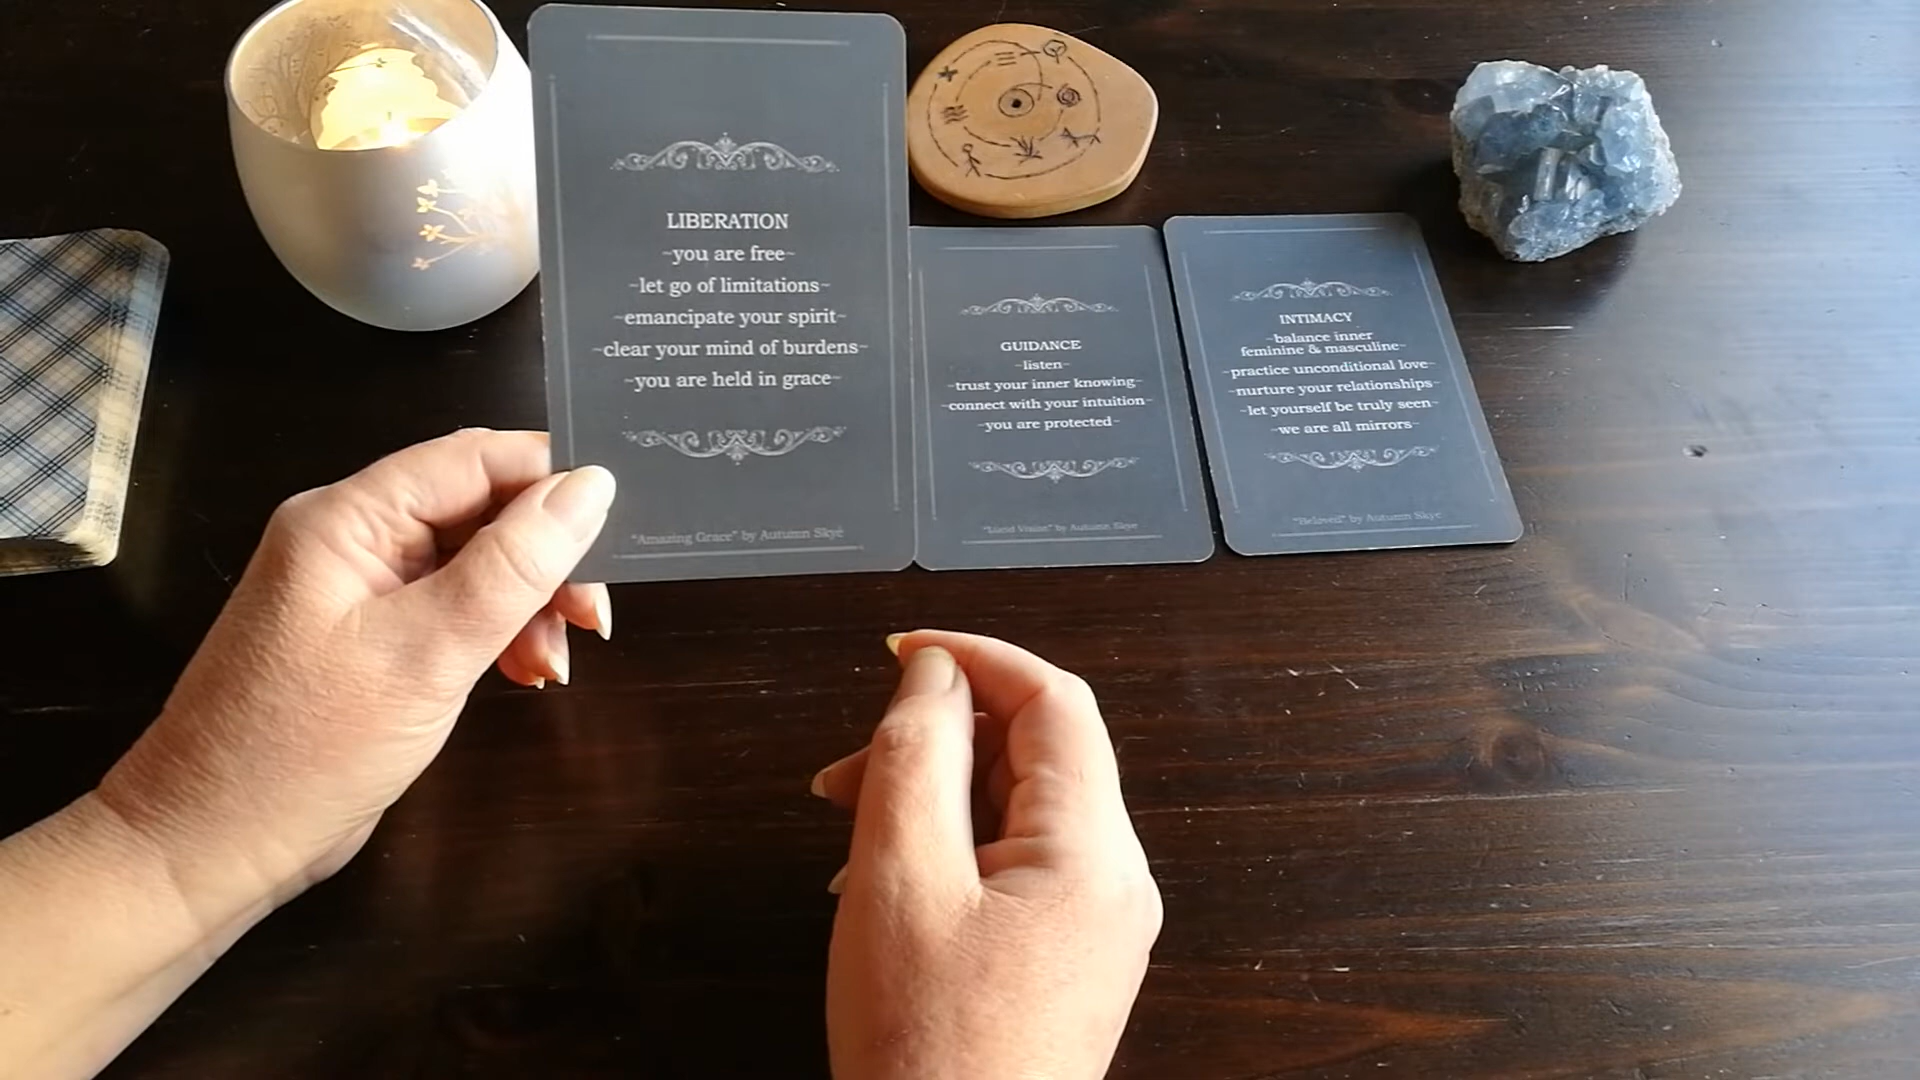 LIBERATION
~you are free~
~let go of limitations~
~emancipate your spirit~
~clear your mind of burdens~
~you are held in grace~
"Amazing Grace" by Autumn Skye
GUIDANCE
~listen~
~trust your inner knowing~
~connect with your intuition~
~you are protected~
"Lucid Vision" by Autumn Skye
INTIMACY
~balance inner
feminine & masculine~
~practice unconditional love~
~nurture your relationships~
~let yourself be truly seen~
~we are all mirrors~
"Beloved" by Autumn Skye